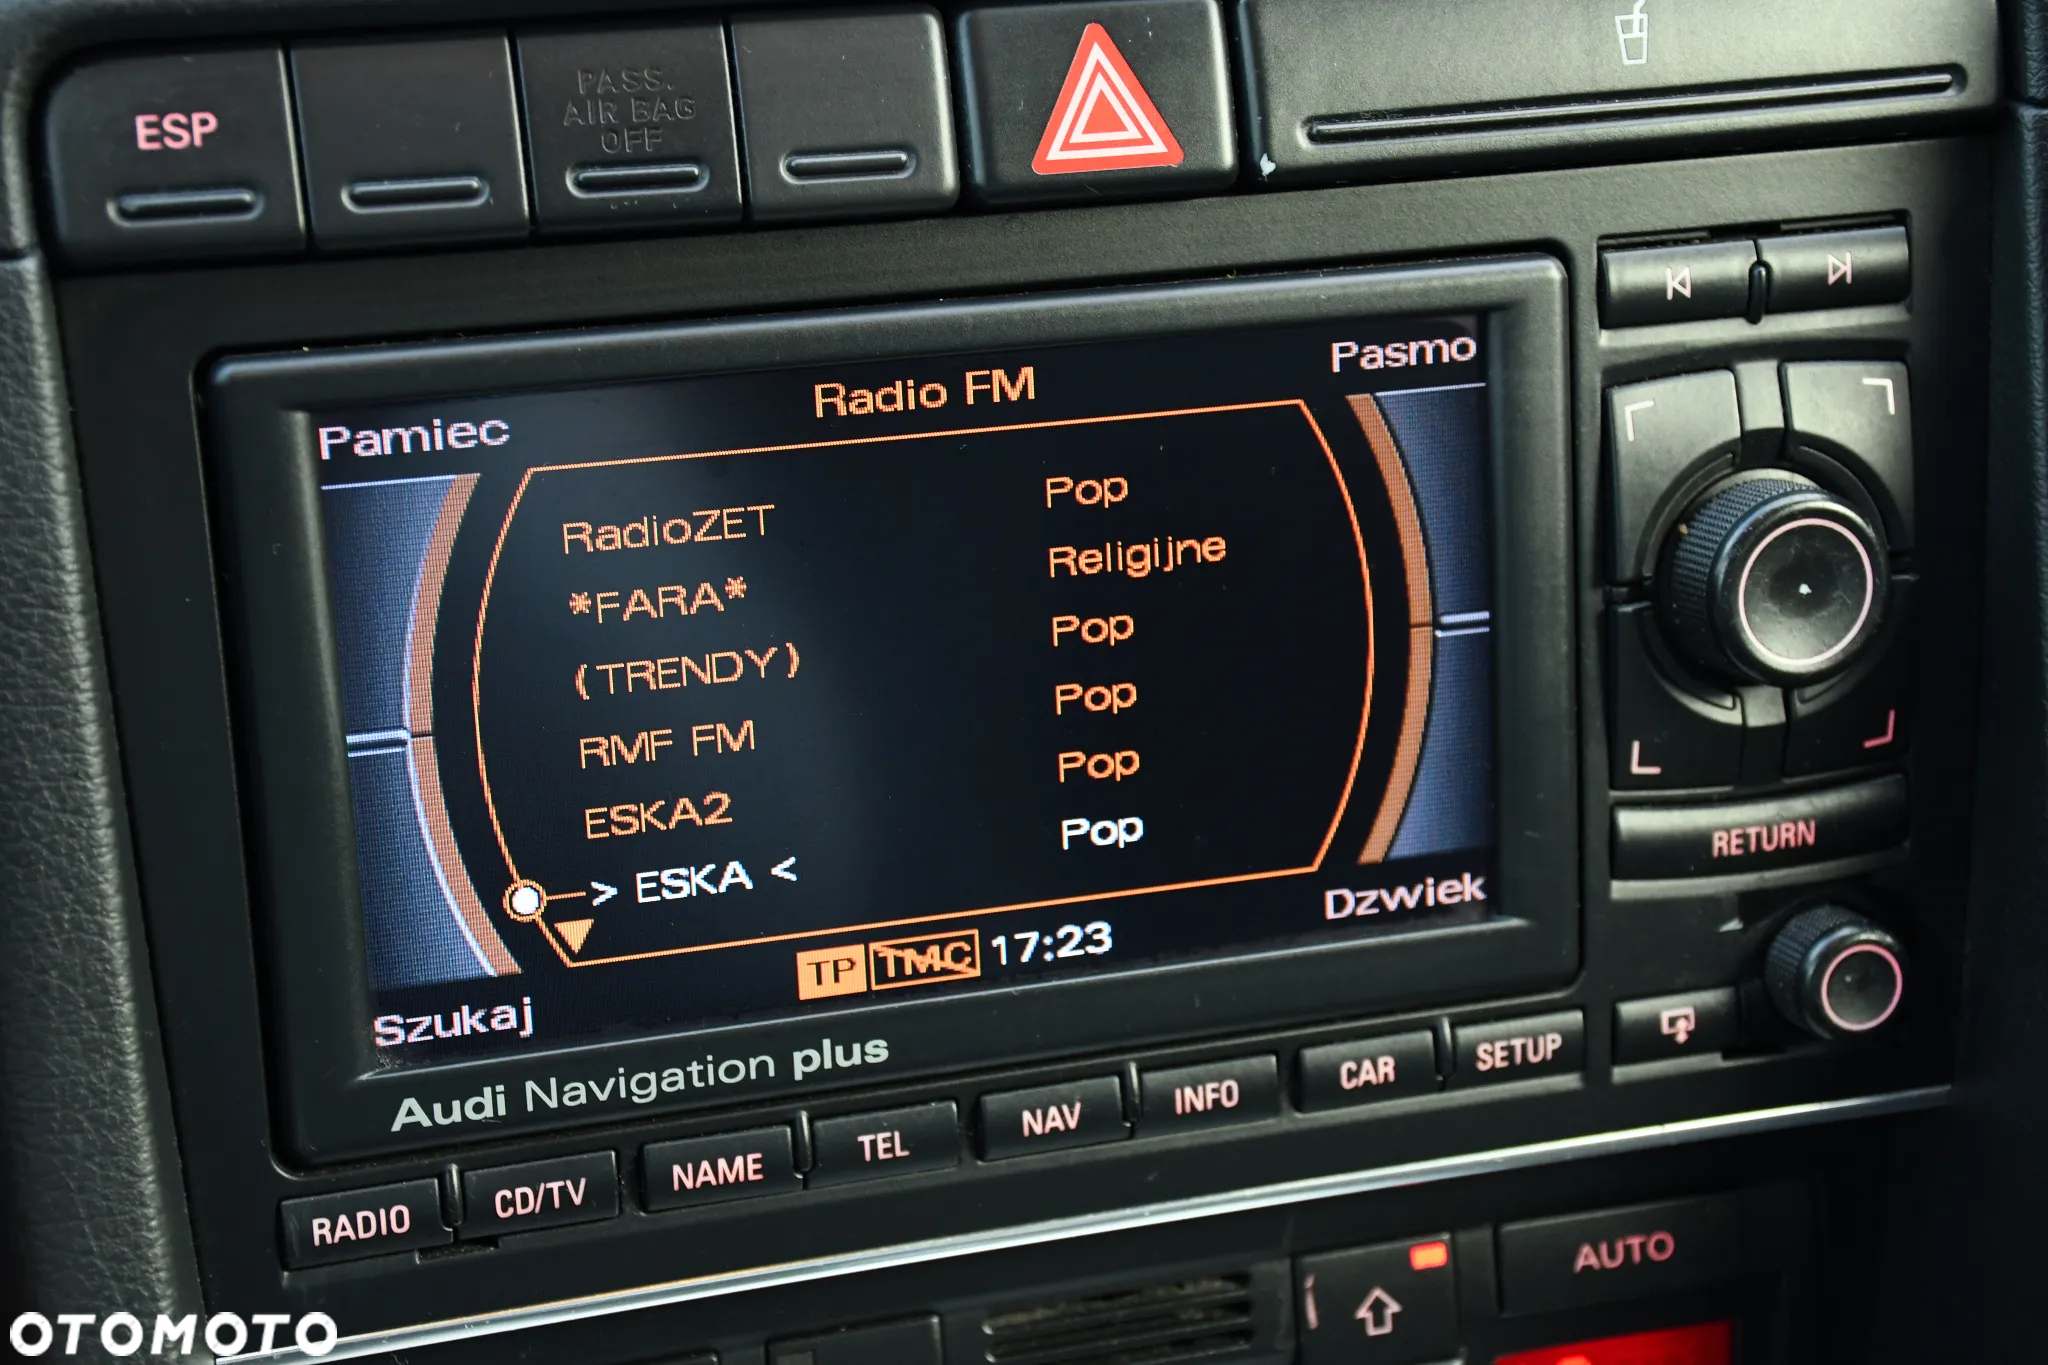 ESP
PASS.
AIR BAG
OFF
Radio FM
Pasmo
Pamiec
RadioZET Pop
*FARA* Religijne
(TRENDY) Pop
RMF FM Pop
ESKA2 Pop
> ESKA < Pop
Dzwiek
TP TMC 17:23
Szukaj
Audi Navigation plus
RETURN
RADIO CD/TV NAME TEL NAV INFO CAR SETUP
AUTO
OTOMOTO